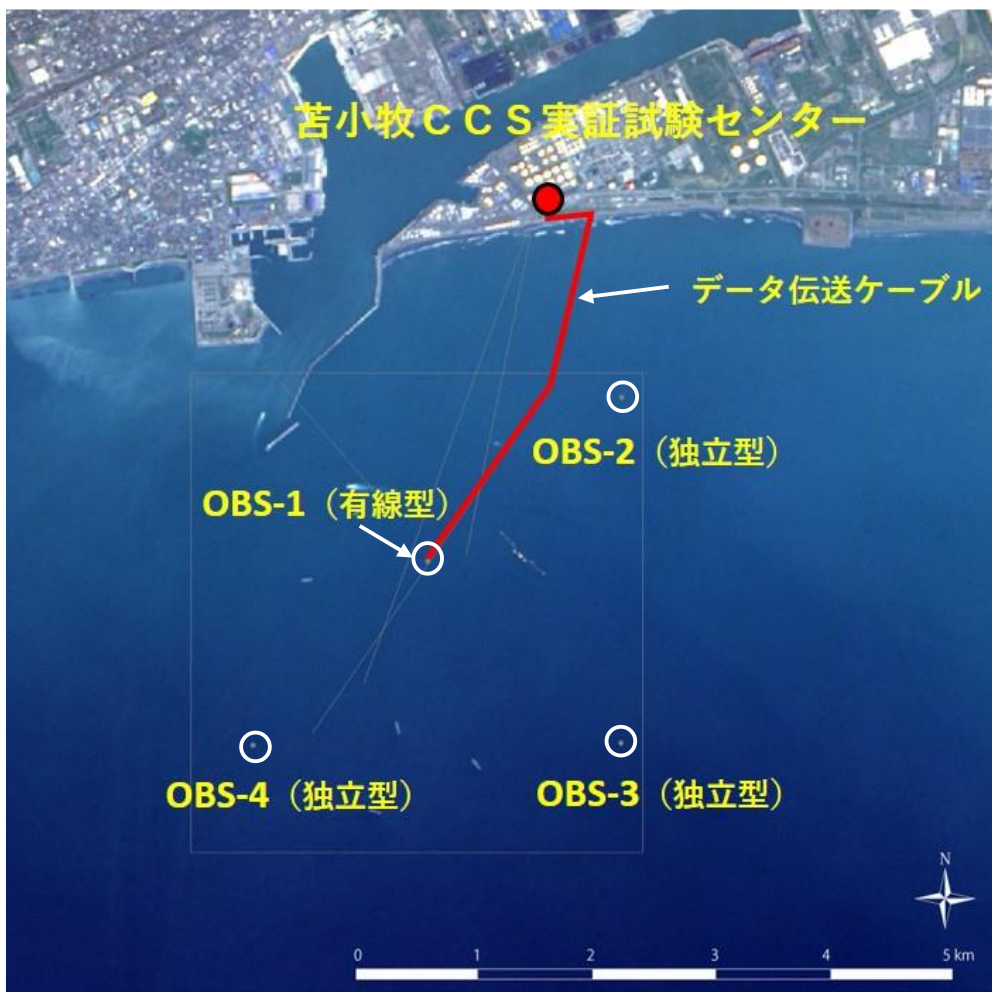 苫小牧ＣＣＳ実証試験センター
データ伝送ケーブル
OBS-2（独立型）
OBS-1（有線型）
OBS-4（独立型）
OBS-3（独立型）
N
0 1 2 3 4 5 km